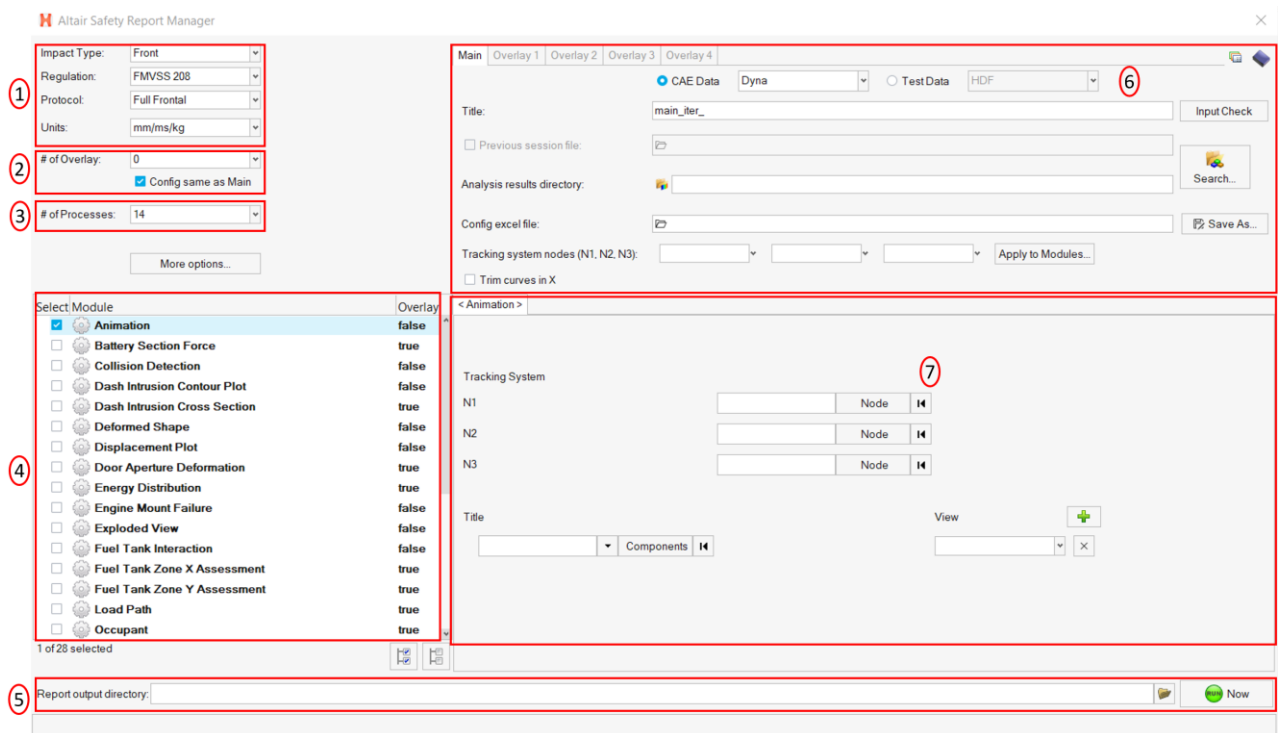 Altair Safety Report Manager
1
Impact Type: Front
Regulation: FMVSS 208
Protocol: Full Frontal
Units: mm/ms/kg
2
# of Overlay: 0
Config same as Main
3
# of Processes: 14
More options...
6
Main Overlay 1 Overlay 2 Overlay 3 Overlay 4
CAE Data Dyna Test Data HDF
Title: main_iter_ Input Check
Previous session file:
Analysis results directory: Search...
Config excel file: Save As...
Tracking system nodes (N1, N2, N3): Apply to Modules...
Trim curves in X
4
Select Module Overlay
Animation false
Battery Section Force true
Collision Detection false
Dash Intrusion Contour Plot false
Dash Intrusion Cross Section true
Deformed Shape false
Displacement Plot false
Door Aperture Deformation true
Energy Distribution true
Engine Mount Failure false
Exploded View false
Fuel Tank Interaction false
Fuel Tank Zone X Assessment true
Fuel Tank Zone Y Assessment true
Load Path true
Occupant true
1 of 28 selected
< Animation >
7
Tracking System
N1 Node
N2 Node
N3 Node
Title View
Components
5
Report output directory: RUN Now